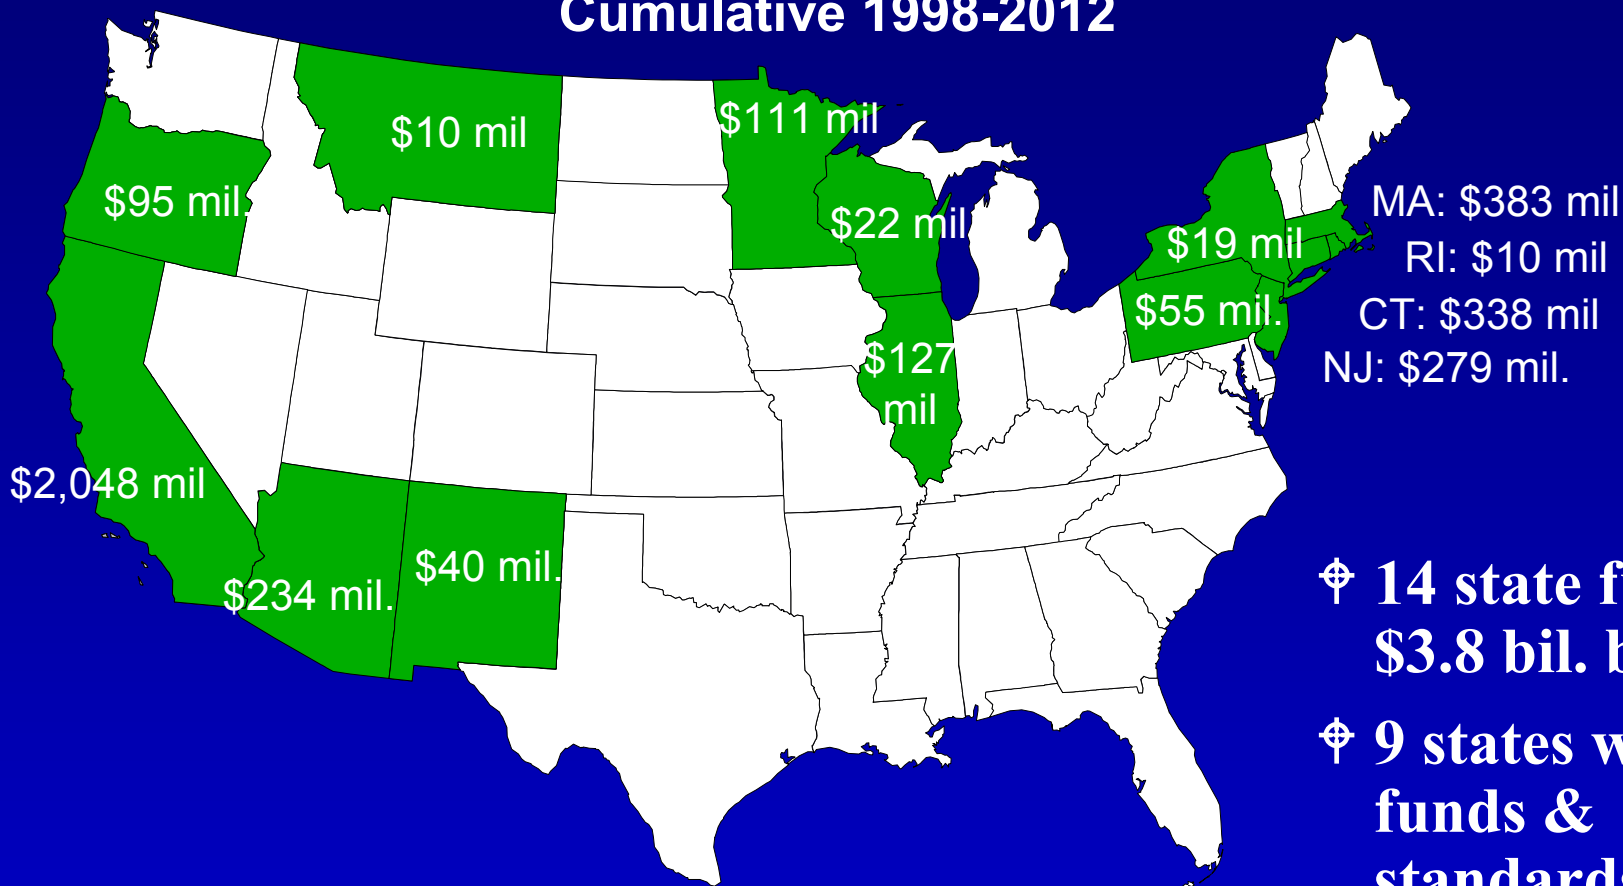 Cumulative 1998-2012
$10 mil
$111 mil
$95 mil.
$22 mil
$19 mil
MA: $383 mil
RI: $10 mil
$55 mil.
CT: $338 mil
$127
mil
NJ: $279 mil.
$2,048 mil
$234 mil.
$40 mil.
14 state
$3.8 bil.
9 states
funds &